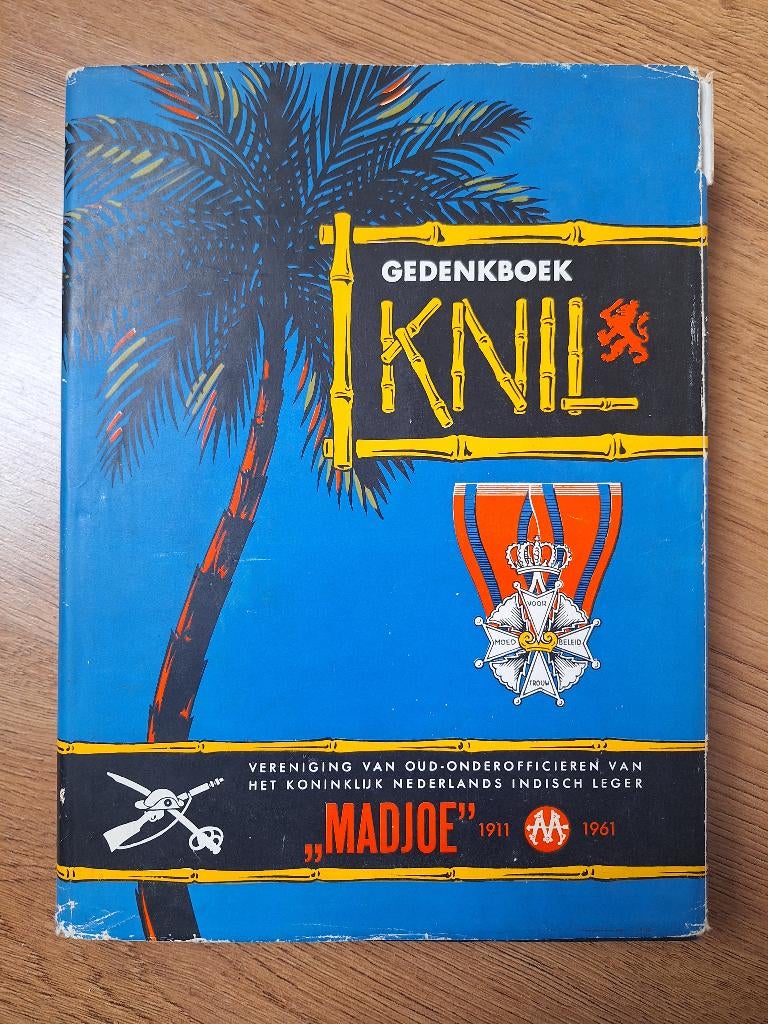 GEDENKBOEK
KNIL
VOOR
MOED BELEID
TROUW
VERENIGING VAN OUD-ONDEROFFICIEREN VAN
HET KONINKLIJK NEDERLANDS INDISCH LEGER
„MADJOE” 1911 1961